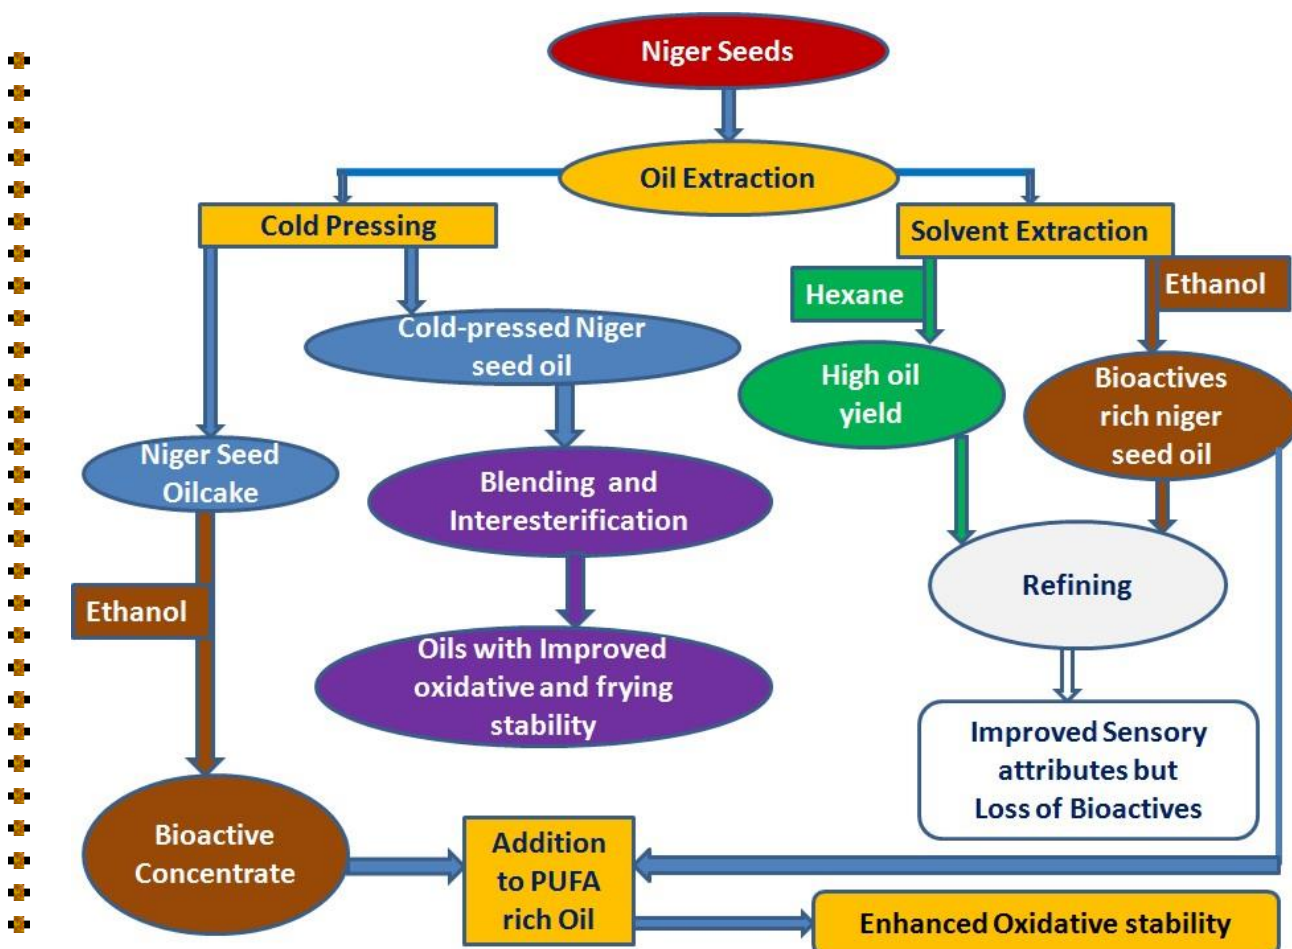 Niger Seeds
Oil Extraction
Cold Pressing
Solvent Extraction
Hexane
Ethanol
Cold-pressed Niger
seed oil
High oil
yield
Bioactives
rich niger
seed oil
Niger Seed
Oilcake
Blending and
Interesterification
Ethanol
Refining
Oils with Improved
oxidative and frying
stability
Improved Sensory
attributes but
Loss of Bioactives
Bioactive
Concentrate
Addition
to PUFA
rich Oil
Enhanced Oxidative stability